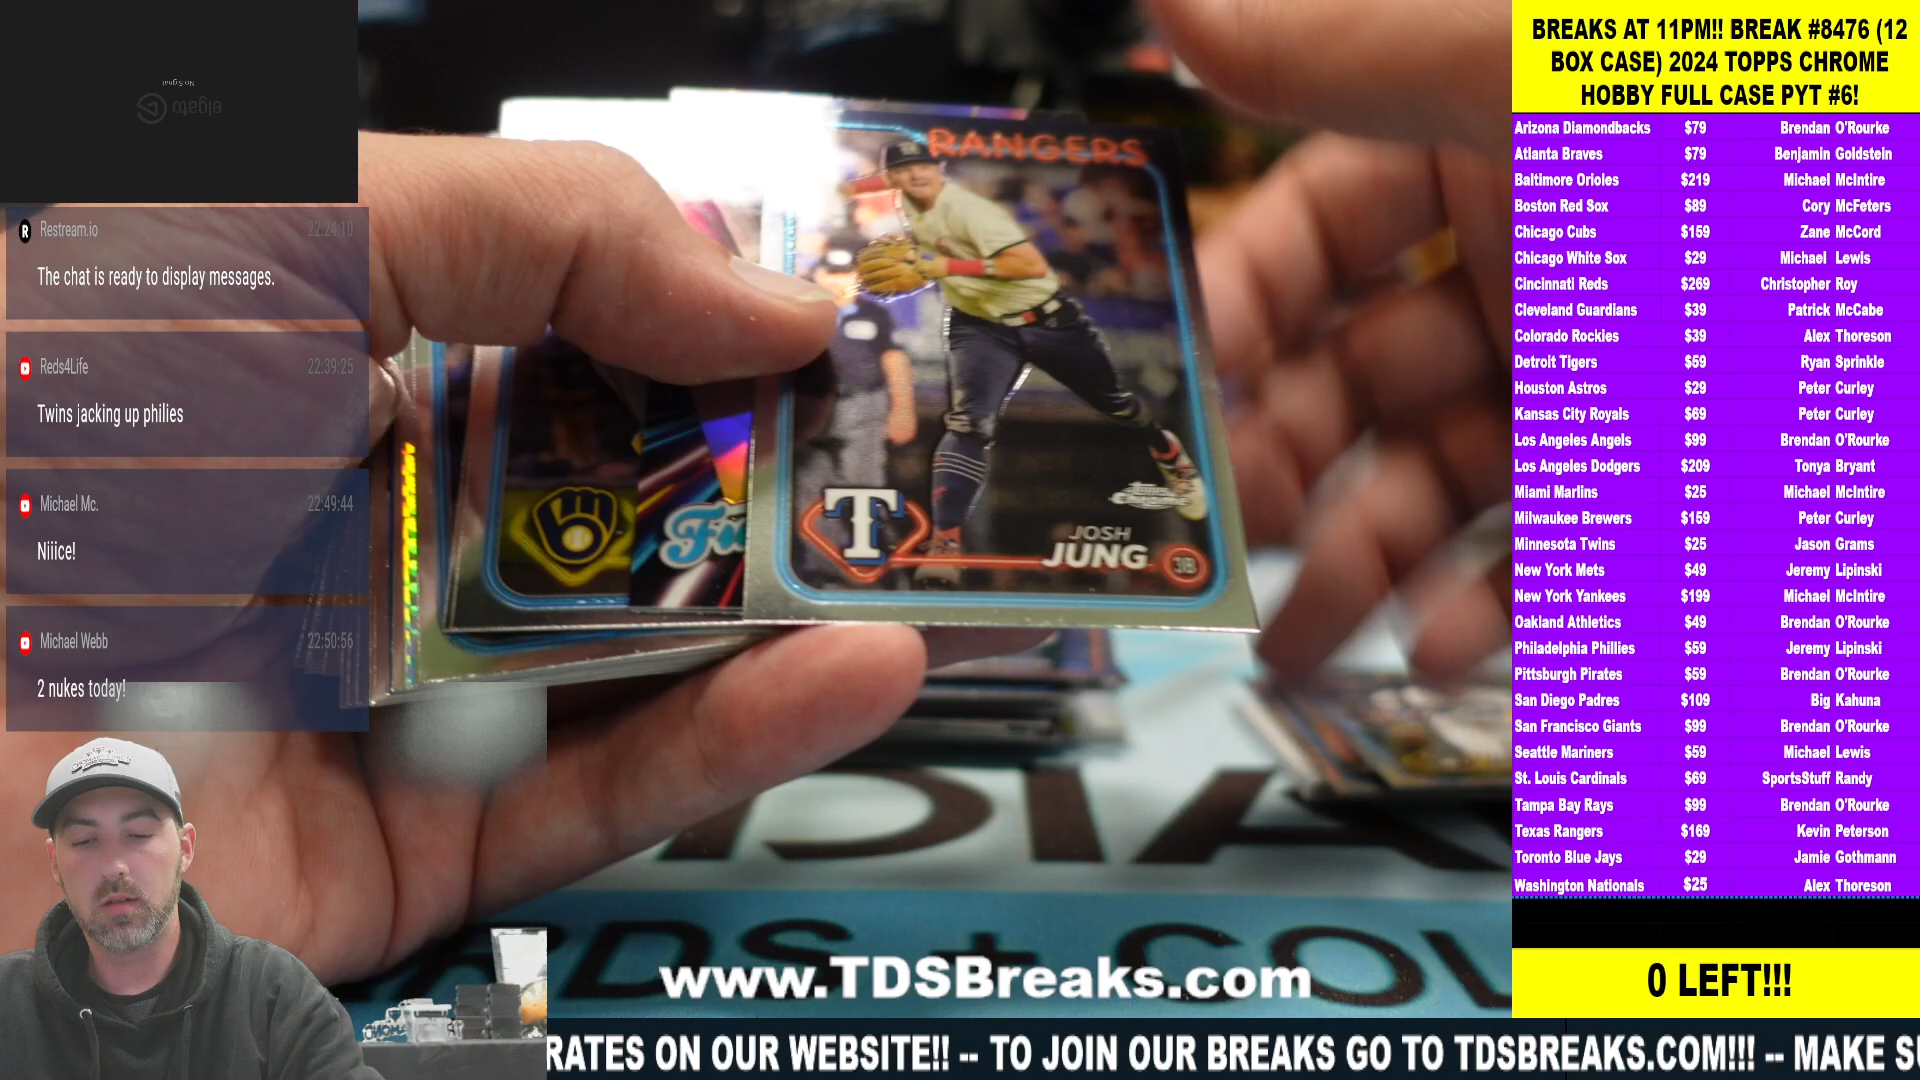 No Signal
elgato
Restream.io 22:24:10
The chat is ready to display messages.
Reds4Life 22:39:25
Twins jacking up philies
Michael Mc. 22:49:44
Niiice!
Michael Webb 22:50:56
2 nukes today!
RANGERS
T
JOSH
JUNG
3B
DIA
RDS + COL
www.TDSBreaks.com
RATES ON OUR WEBSITE!! -- TO JOIN OUR BREAKS GO TO TDSBREAKS.COM!!! -- MAKE SU
BREAKS AT 11PM!! BREAK #8476 (12
BOX CASE) 2024 TOPPS CHROME
HOBBY FULL CASE PYT #6!
Arizona Diamondbacks $79 Brendan O'Rourke
Atlanta Braves $79 Benjamin Goldstein
Baltimore Orioles $219 Michael McIntire
Boston Red Sox $89 Cory McFeters
Chicago Cubs $159 Zane McCord
Chicago White Sox $29 Michael Lewis
Cincinnati Reds $269 Christopher Roy
Cleveland Guardians $39 Patrick McCabe
Colorado Rockies $39 Alex Thoreson
Detroit Tigers $59 Ryan Sprinkle
Houston Astros $29 Peter Curley
Kansas City Royals $69 Peter Curley
Los Angeles Angels $99 Brendan O'Rourke
Los Angeles Dodgers $209 Tonya Bryant
Miami Marlins $25 Michael McIntire
Milwaukee Brewers $159 Peter Curley
Minnesota Twins $25 Jason Grams
New York Mets $49 Jeremy Lipinski
New York Yankees $199 Michael McIntire
Oakland Athletics $49 Brendan O'Rourke
Philadelphia Phillies $59 Jeremy Lipinski
Pittsburgh Pirates $59 Brendan O'Rourke
San Diego Padres $109 Big Kahuna
San Francisco Giants $99 Brendan O'Rourke
Seattle Mariners $59 Michael Lewis
St. Louis Cardinals $69 SportsStuff Randy
Tampa Bay Rays $99 Brendan O'Rourke
Texas Rangers $169 Kevin Peterson
Toronto Blue Jays $29 Jamie Gothmann
Washington Nationals $25 Alex Thoreson
0 LEFT!!!